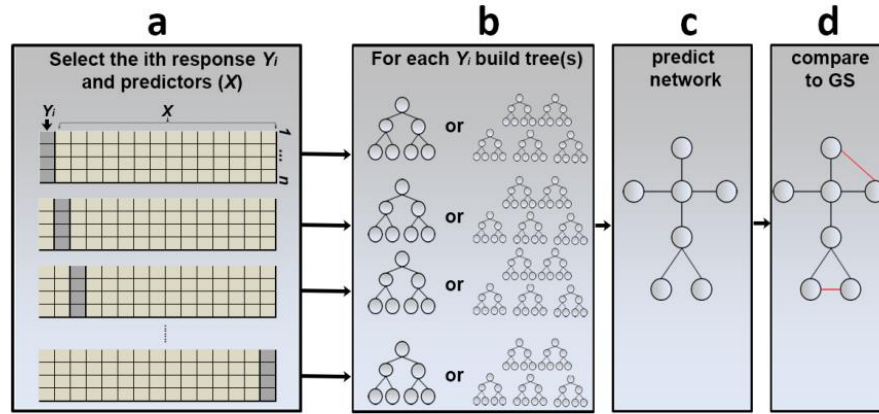 a b c d
Select the ith response Yi
and predictors (X)
For each Yi build tree(s)
predict
network
compare
to GS
Yi X
1 ... n
or
or
or
or
......